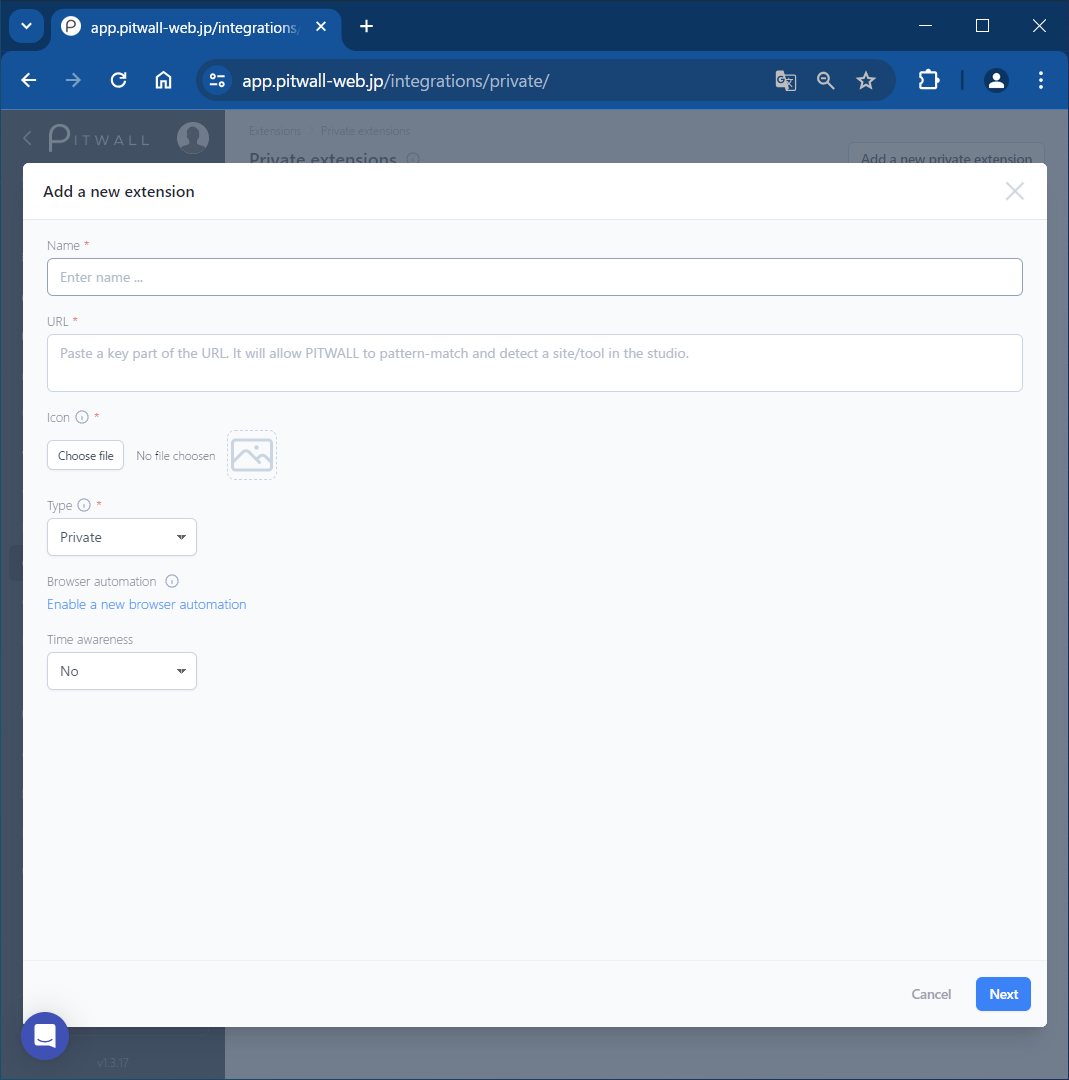 app.pitwall-web.jp/integrations/
app.pitwall-web.jp/integrations/private/
PITWALL
Extensions / Private extensions
Private extensions
Add a new private extension
Add a new extension
Name *
Enter name ...
URL *
Paste a key part of the URL. It will allow PITWALL to pattern-match and detect a site/tool in the studio.
Icon *
Choose file No file choosen
Type *
Private
Browser automation
Enable a new browser automation
Time awareness
No
Cancel Next
v1.3.17